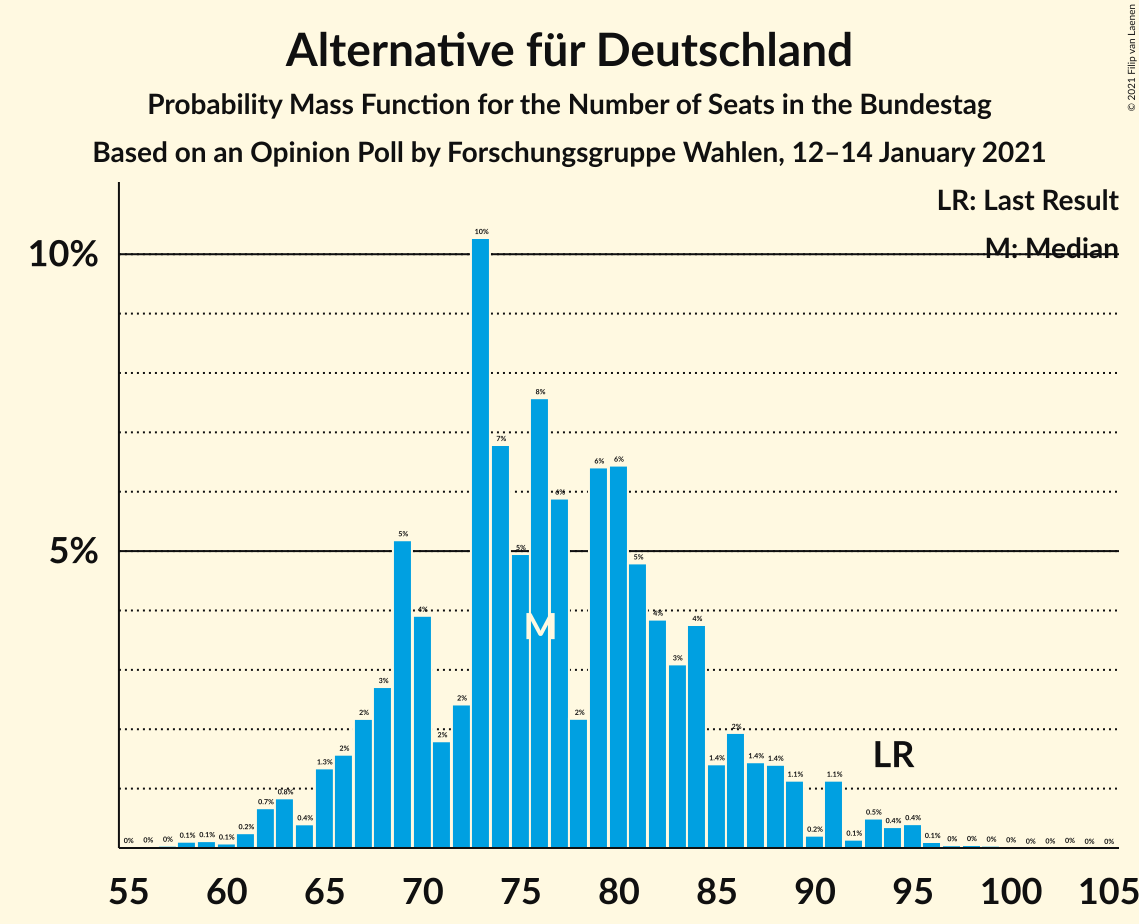 Alternative für Deutschland
Probability Mass Function for the Number of Seats in the Bundestag
Based on an Opinion Poll by Forschungsgruppe Wahlen, 12–14 January 2021
© 2021 Filip van Laenen
LR: Last Result
M: Median
10%
5%
0% 0% 0% 0.1% 0.1% 0.1% 0.2% 0.7% 0.8% 0.4% 1.3% 2% 2% 3% 5% 4% 2% 2% 10% 7% 5% 8% 6% 2% 6% 6% 5% 4% 3% 4% 1.4% 2% 1.4% 1.4% 1.1% 0.2% 1.1% 0.1% 0.5% 0.4% 0.4% 0.1% 0% 0% 0% 0% 0% 0% 0% 0% 0%
M
LR
55 60 65 70 75 80 85 90 95 100 105